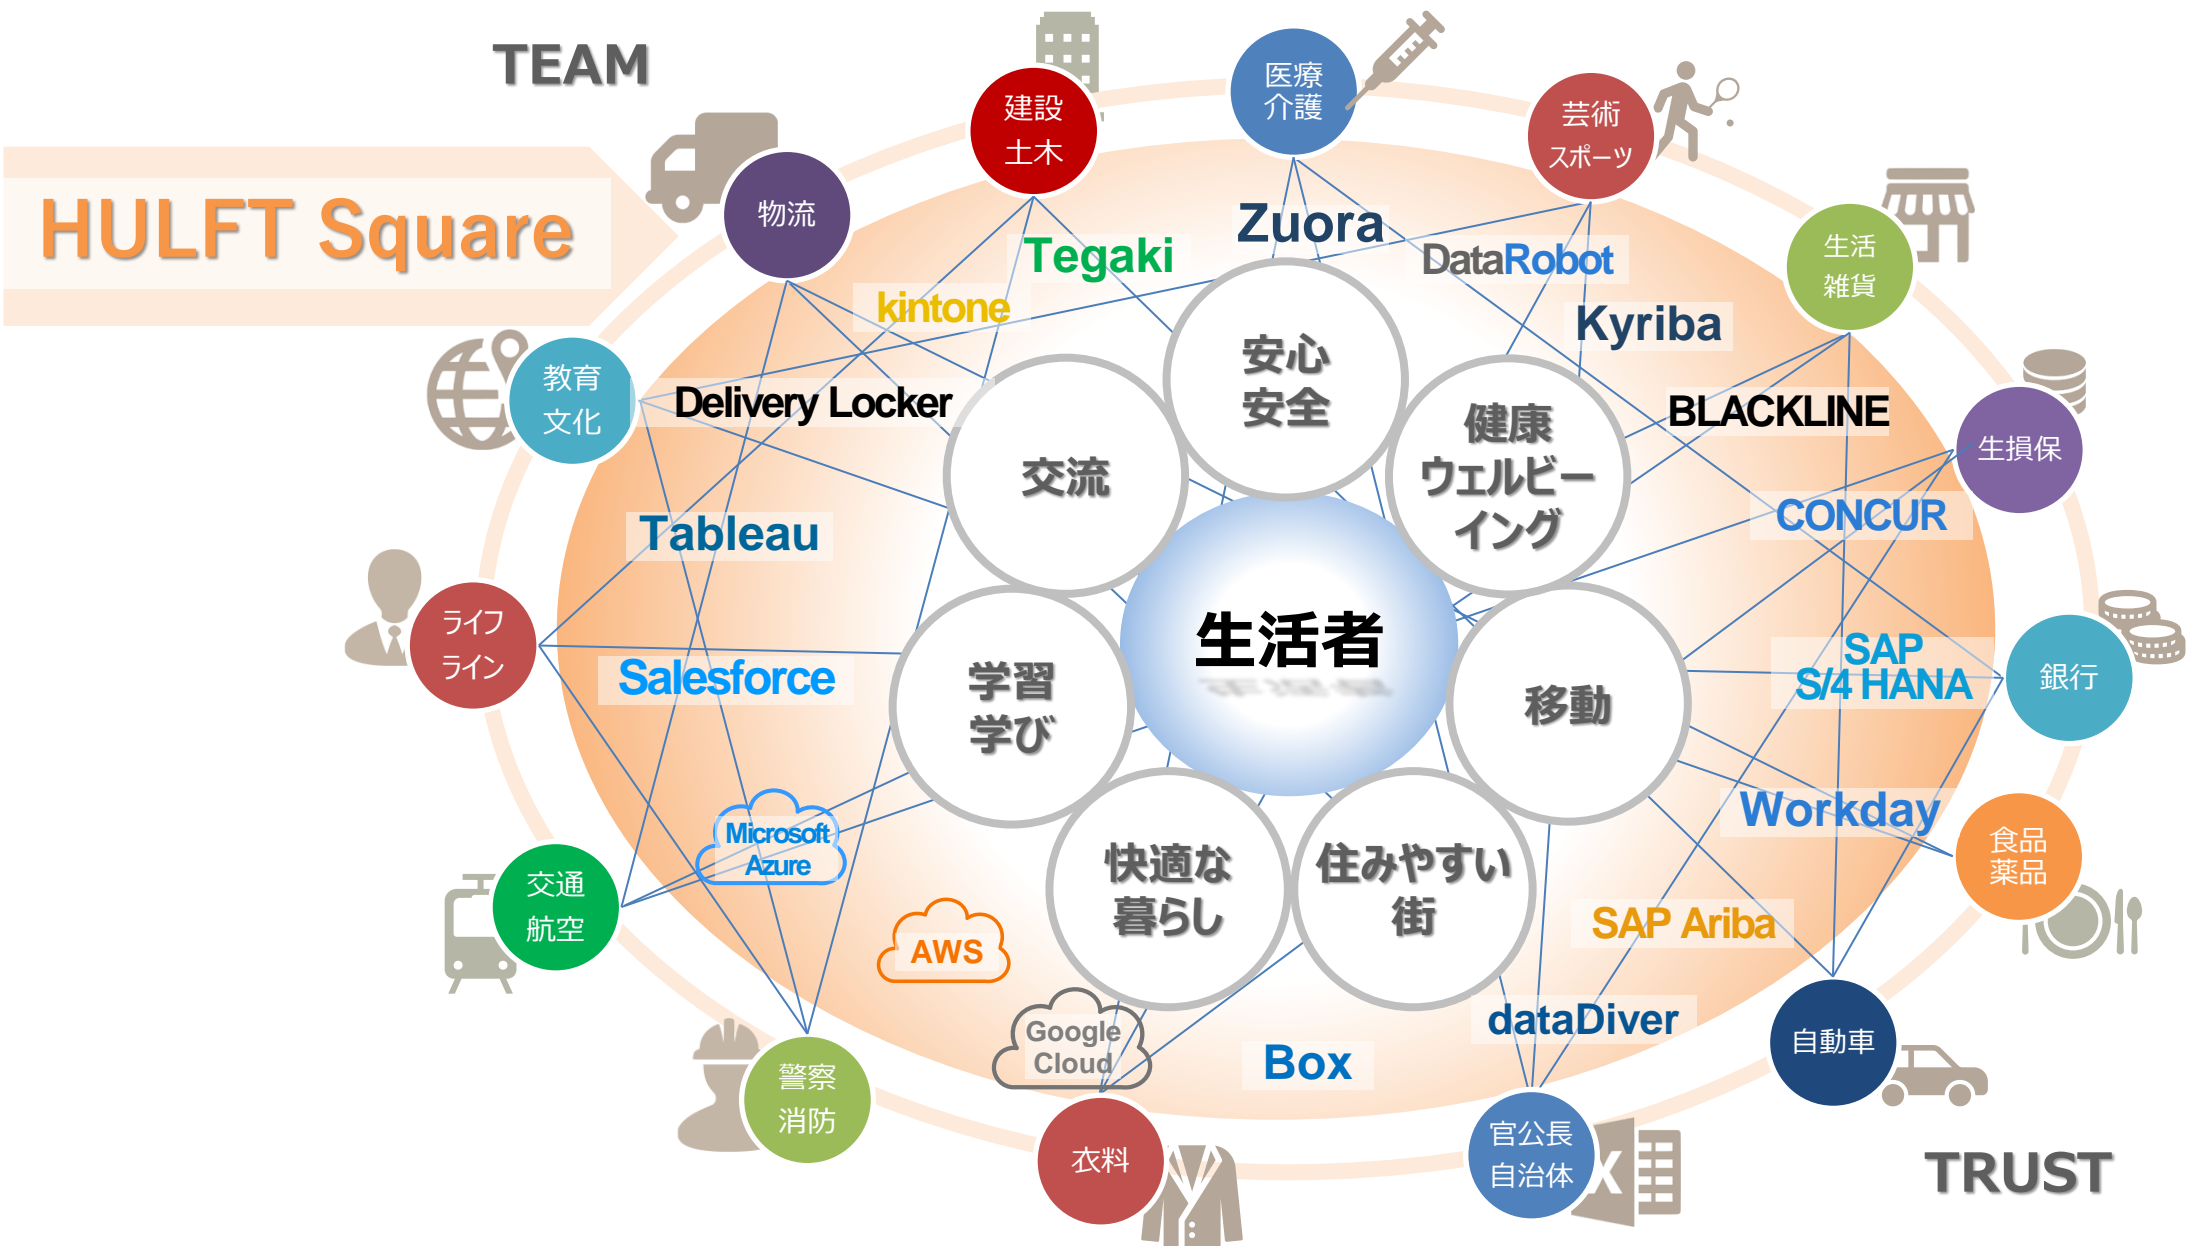 TEAM
HULFT Square
建設
土木
医療
介護
芸術
スポーツ
物流
生活
雑貨
教育
文化
生損保
ライフ
ライン
銀行
交通
航空
食品
薬品
警察
消防
自動車
衣料
官公長
自治体
X
Zuora
Tegaki
DataRobot
kintone
Kyriba
Delivery Locker
BLACKLINE
Tableau
CONCUR
Salesforce
SAP
S/4 HANA
Microsoft
Azure
Workday
AWS
SAP Ariba
Google
Cloud
dataDiver
Box
安心
安全
交流
健康
ウェルビー
イング
生活者
学習
学び
移動
快適な
暮らし
住みやすい
街
TRUST